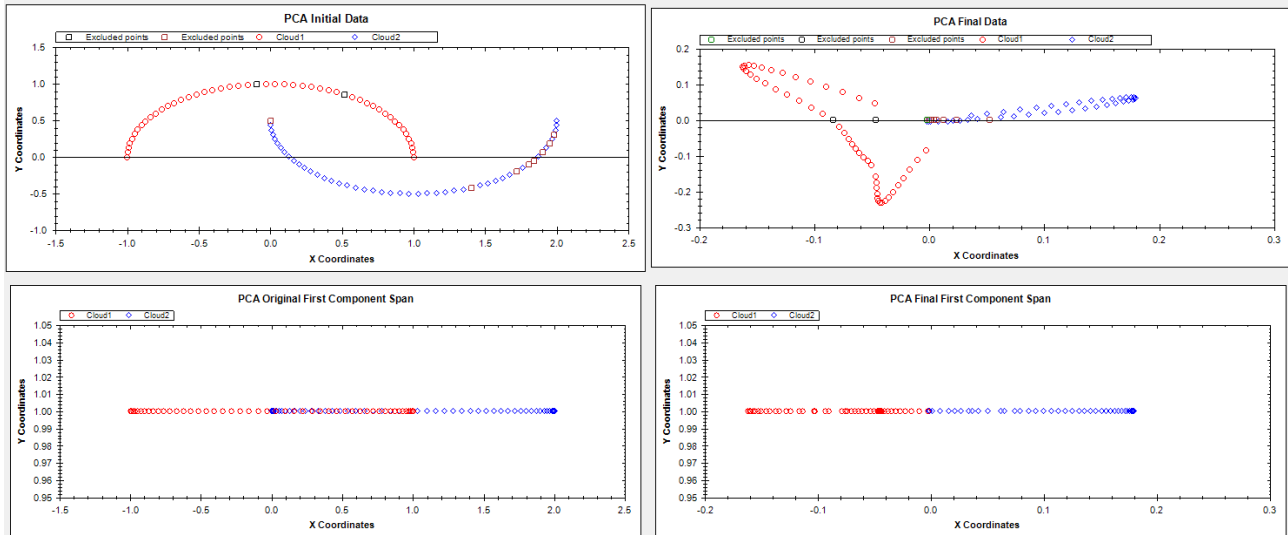 PCA Initial Data
Excluded points Excluded points Cloud1 Cloud2
1.5
1.0
0.5
0.0
-0.5
-1.0
Y Coordinates
-1.5 -1.0 -0.5 0.0 0.5 1.0 1.5 2.0 2.5
X Coordinates
PCA Final Data
Excluded points Excluded points Excluded points Cloud1 Cloud2
0.2
0.1
0.0
-0.1
-0.2
-0.3
Y Coordinates
-0.2 -0.1 0.0 0.1 0.2 0.3
X Coordinates
PCA Original First Component Span
Cloud1 Cloud2
1.05
1.04
1.03
1.02
1.01
1.00
0.99
0.98
0.97
0.96
0.95
Y Coordinates
-1.5 -1.0 -0.5 0.0 0.5 1.0 1.5 2.0 2.5
X Coordinates
PCA Final First Component Span
Cloud1 Cloud2
1.05
1.04
1.03
1.02
1.01
1.00
0.99
0.98
0.97
0.96
0.95
Y Coordinates
-0.2 -0.1 0.0 0.1 0.2 0.3
X Coordinates